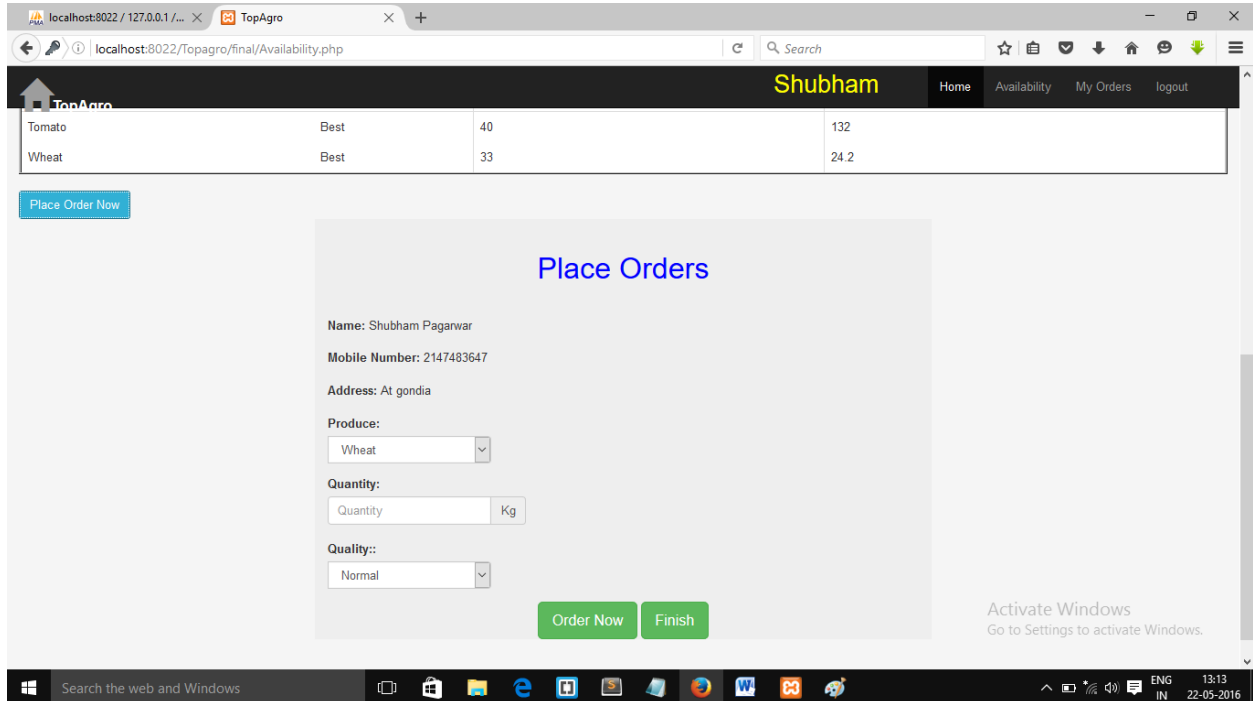 localhost:8022 / 127.0.0.1 /...
TopAgro
localhost:8022/Topagro/final/Availability.php
Search
TopAgro
Shubham
Home
Availability
My Orders
logout
Tomato Best 40 132
Wheat Best 33 24.2
Place Order Now
Place Orders
Name: Shubham Pagarwar
Mobile Number: 2147483647
Address: At gondia
Produce:
Wheat
Quantity:
Quantity Kg
Quality::
Normal
Order Now Finish
Activate Windows
Go to Settings to activate Windows.
Search the web and Windows
ENG 13:13
IN 22-05-2016